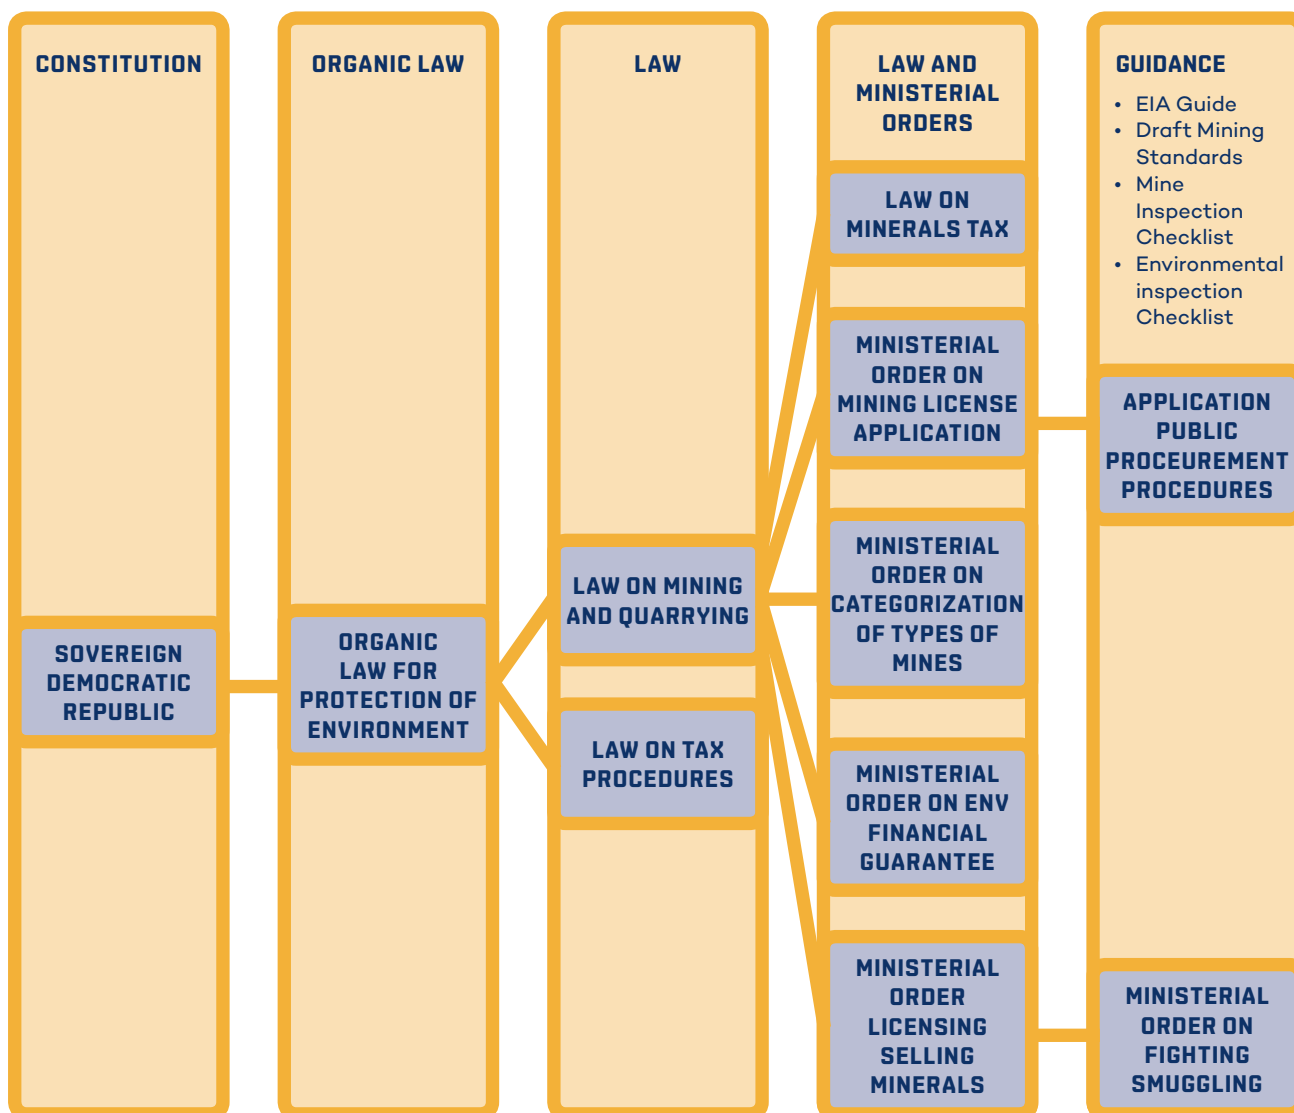 CONSTITUTION
SOVEREIGN
DEMOCRATIC
REPUBLIC
ORGANIC LAW
ORGANIC
LAW FOR
PROTECTION OF
ENVIRONMENT
LAW
LAW ON MINING
AND QUARRYING
LAW ON TAX
PROCEDURES
LAW AND
MINISTERIAL
ORDERS
LAW ON
MINERALS TAX
MINISTERIAL
ORDER ON
MINING LICENSE
APPLICATION
MINISTERIAL
ORDER ON
CATEGORIZATION
OF TYPES OF
MINES
MINISTERIAL
ORDER ON ENV
FINANCIAL
GUARANTEE
MINISTERIAL
ORDER
LICENSING
SELLING
MINERALS
GUIDANCE
• EIA Guide
• Draft Mining
Standards
• Mine
Inspection
Checklist
• Environmental
inspection
Checklist
APPLICATION
PUBLIC
PROCEUREMENT
PROCEDURES
MINISTERIAL
ORDER ON
FIGHTING
SMUGGLING